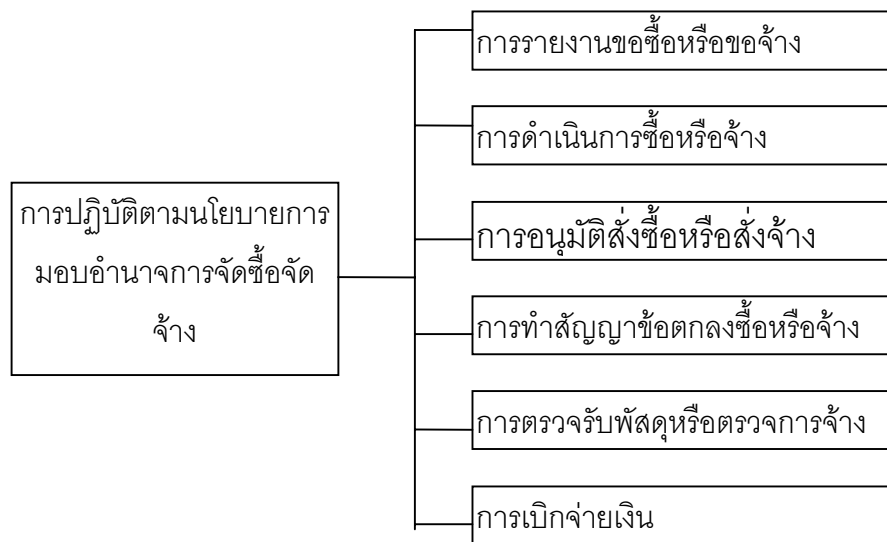 การรายงานขอซื้อหรือขอจ้าง
การดำเนินการซื้อหรือจ้าง
การปฏิบัติตามนโยบายการ
มอบอำนาจการจัดซื้อจัด
จ้าง
การอนุมัติสั่งซื้อหรือสั่งจ้าง
การทำสัญญาข้อตกลงซื้อหรือจ้าง
การตรวจรับพัสดุหรือตรวจการจ้าง
การเบิกจ่ายเงิน